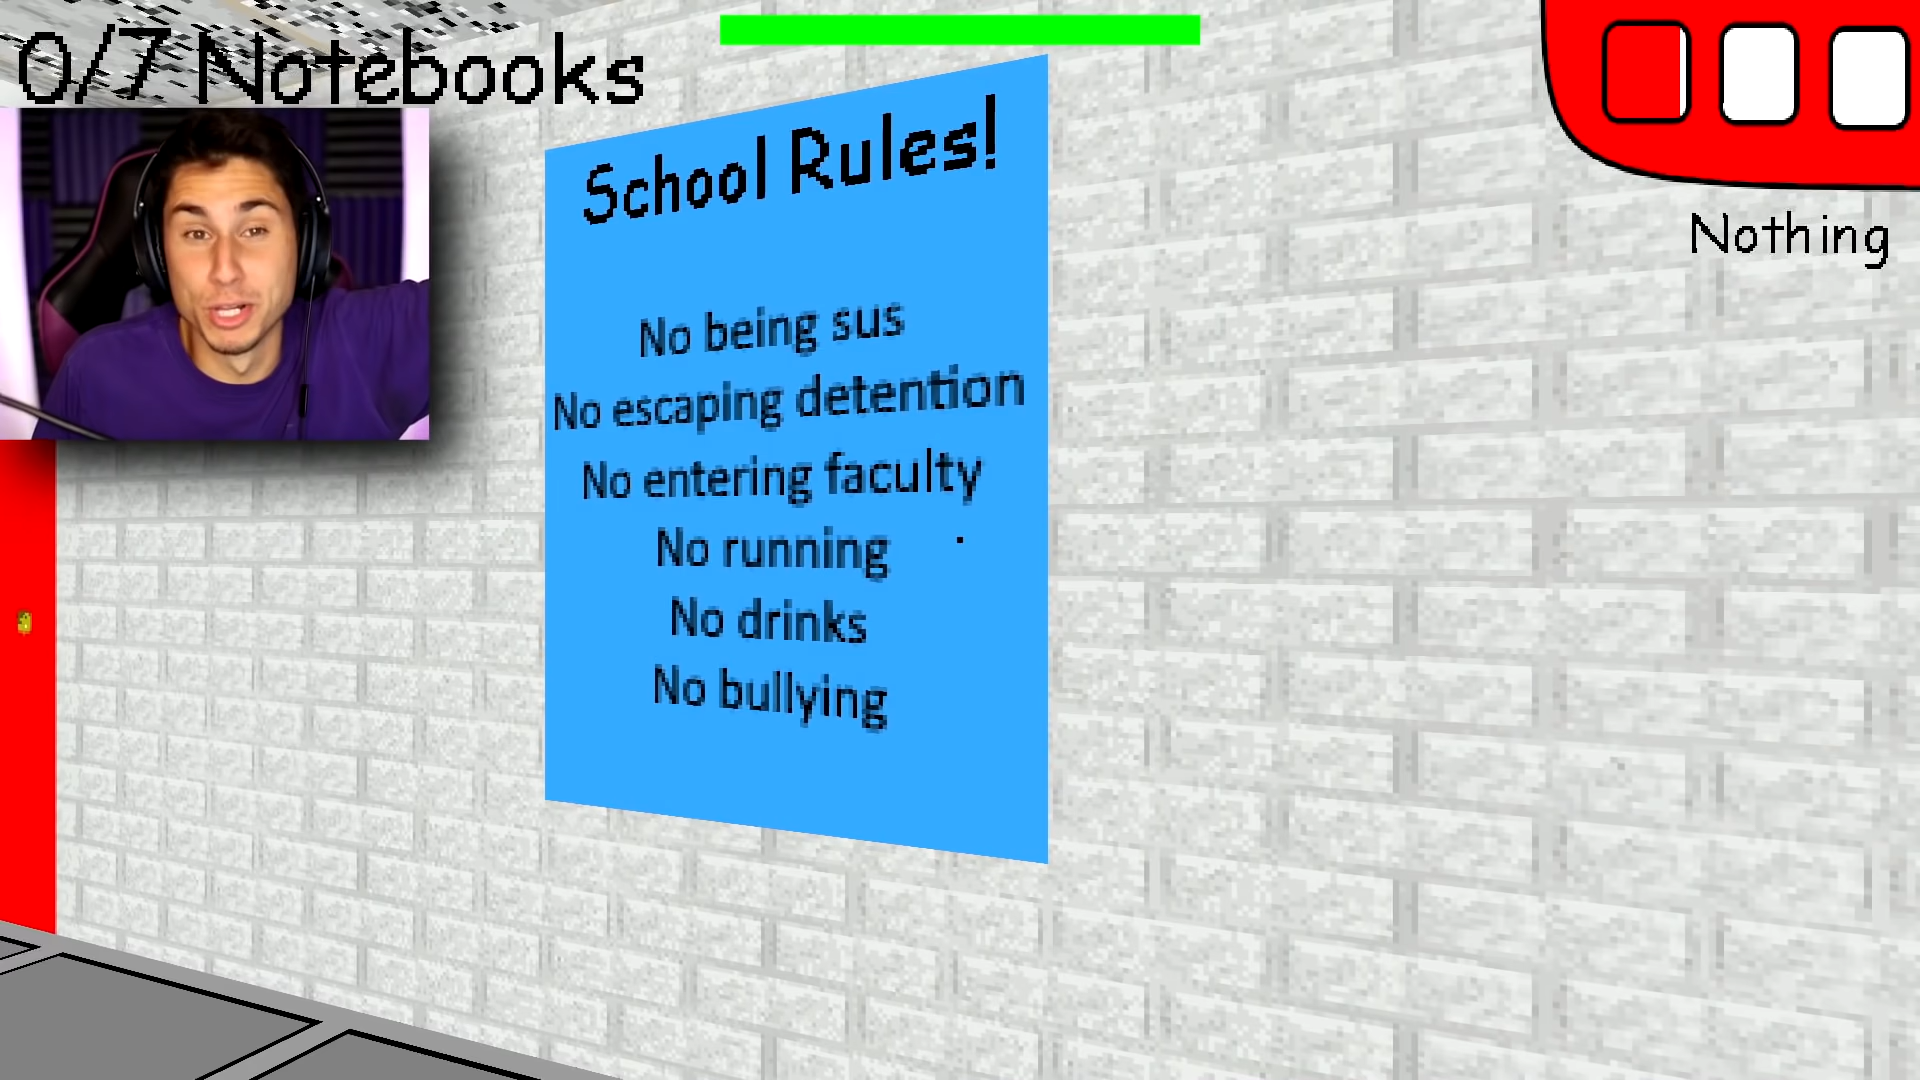 0/7 Notebooks
Nothing
School Rules!
No being sus
No escaping detention
No entering faculty
No running
No drinks
No bullying